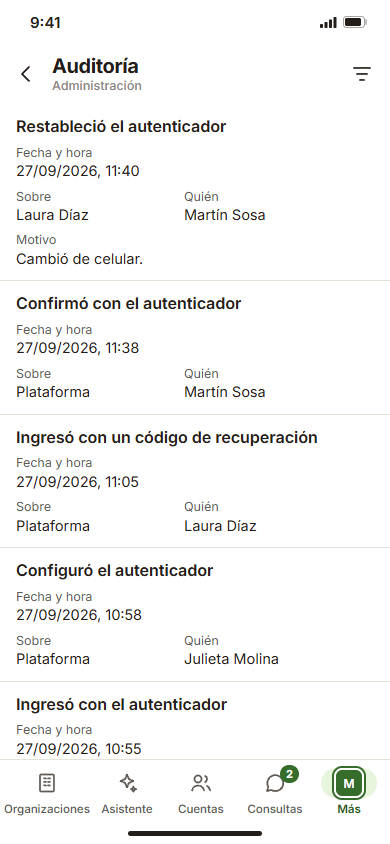 9:41
Auditoría
Administración
Restableció el autenticador
Fecha y hora
27/09/2026, 11:40
Sobre Quién
Laura Díaz Martín Sosa
Motivo
Cambió de celular.
Confirmó con el autenticador
Fecha y hora
27/09/2026, 11:38
Sobre Quién
Plataforma Martín Sosa
Ingresó con un código de recuperación
Fecha y hora
27/09/2026, 11:05
Sobre Quién
Plataforma Laura Díaz
Configuró el autenticador
Fecha y hora
27/09/2026, 10:58
Sobre Quién
Plataforma Julieta Molina
Ingresó con el autenticador
Fecha y hora
27/09/2026, 10:55
2 M
Organizaciones Asistente Cuentas Consultas Más